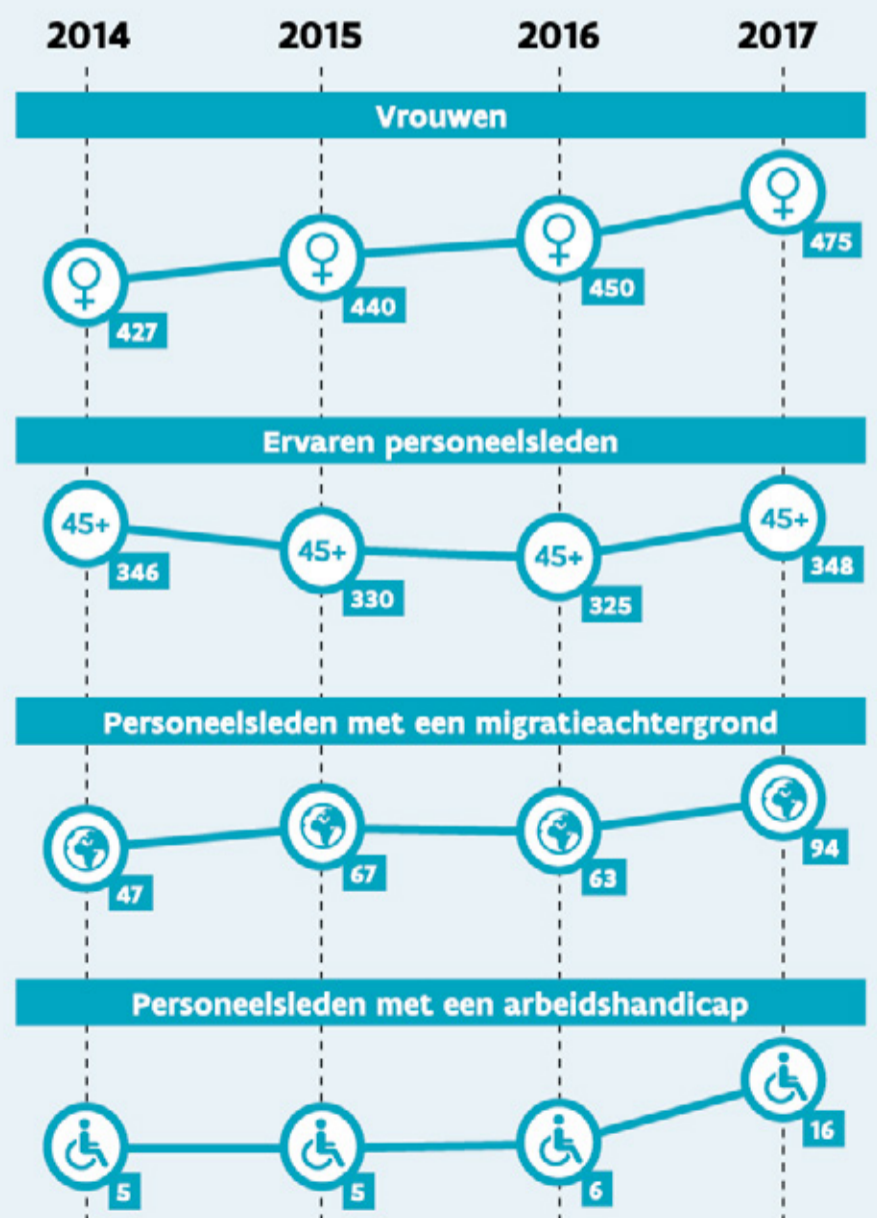 2014 2015 2016 2017
Vrouwen
427 440 450 475
Ervaren personeelsleden
45+ 45+ 45+ 45+
346 330 325 348
Personeelsleden met een migratieachtergrond
47 67 63 94
Personeelsleden met een arbeidshandicap
5 5 6 16